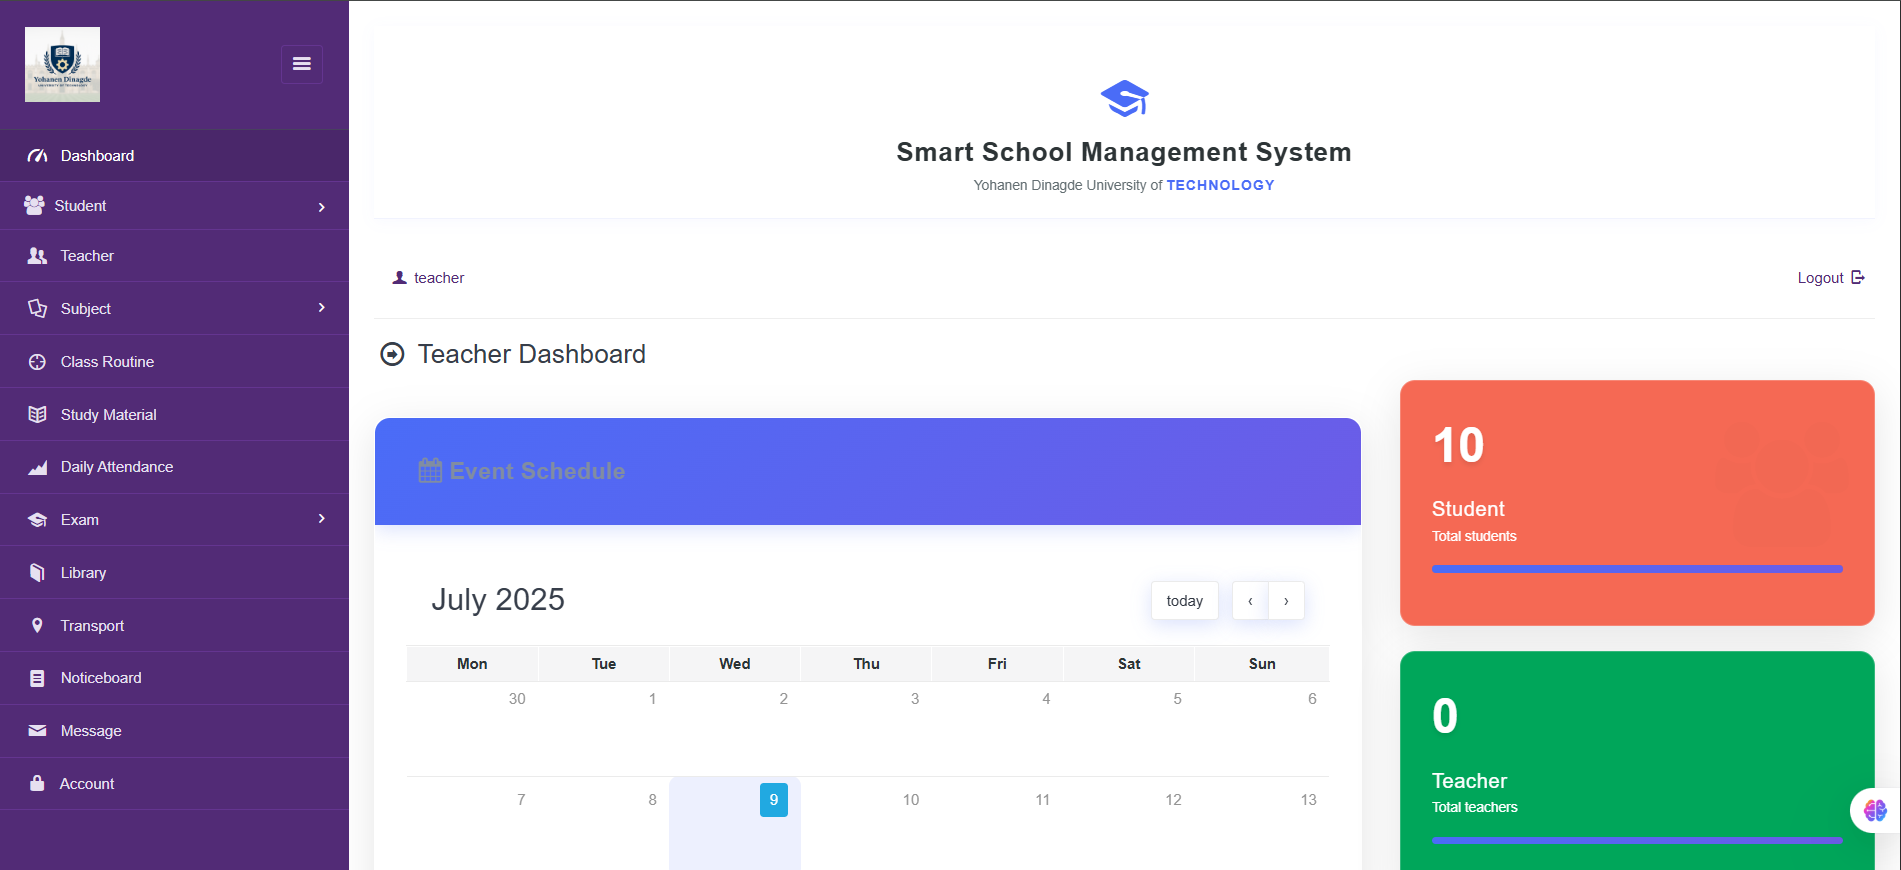 Yohanen Dinagde
UNIVERSITY OF TECHNOLOGY
Dashboard
Student
Teacher
Subject
Class Routine
Study Material
Daily Attendance
Exam
Library
Transport
Noticeboard
Message
Account
Smart School Management System
Yohanen Dinagde University of TECHNOLOGY
teacher
Logout
Teacher Dashboard
Event Schedule
July 2025
today
‹ ›
Mon Tue Wed Thu Fri Sat Sun
30 1 2 3 4 5 6
7 8 9 10 11 12 13
10
Student
Total students
0
Teacher
Total teachers